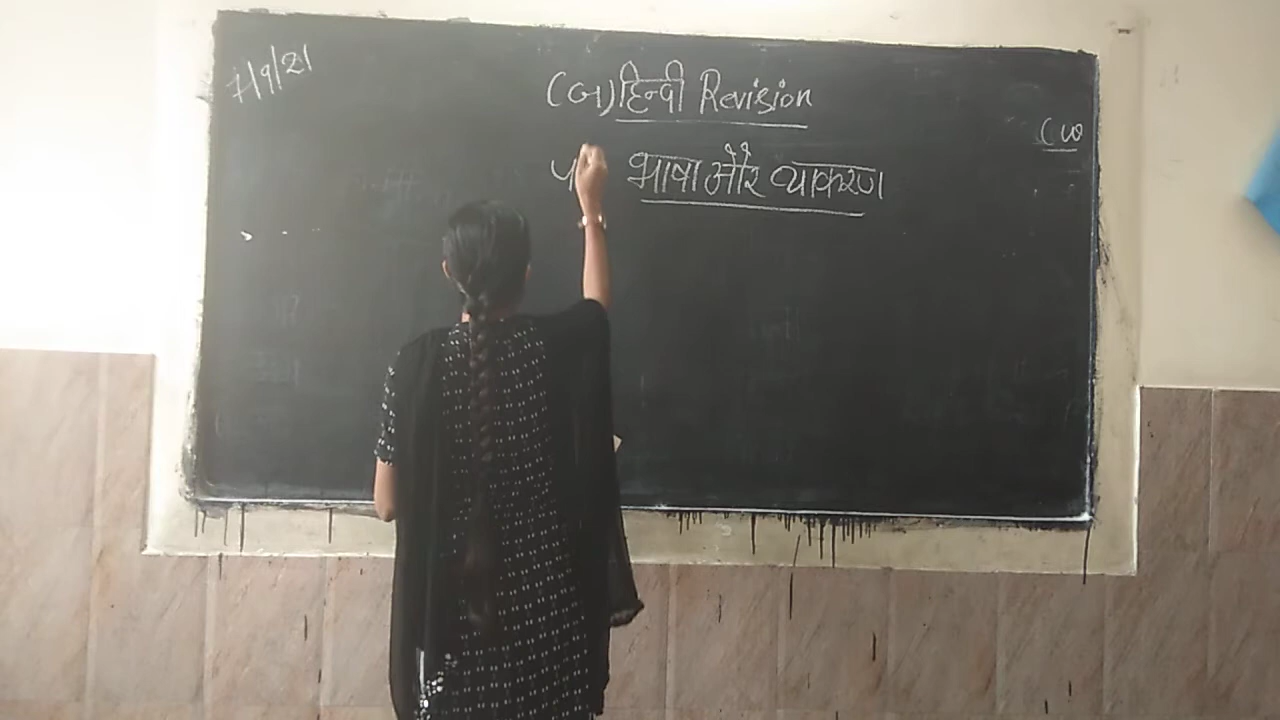 7/9/21
(ब) हिन्दी Revision
CW
भाषा और व्याकरण